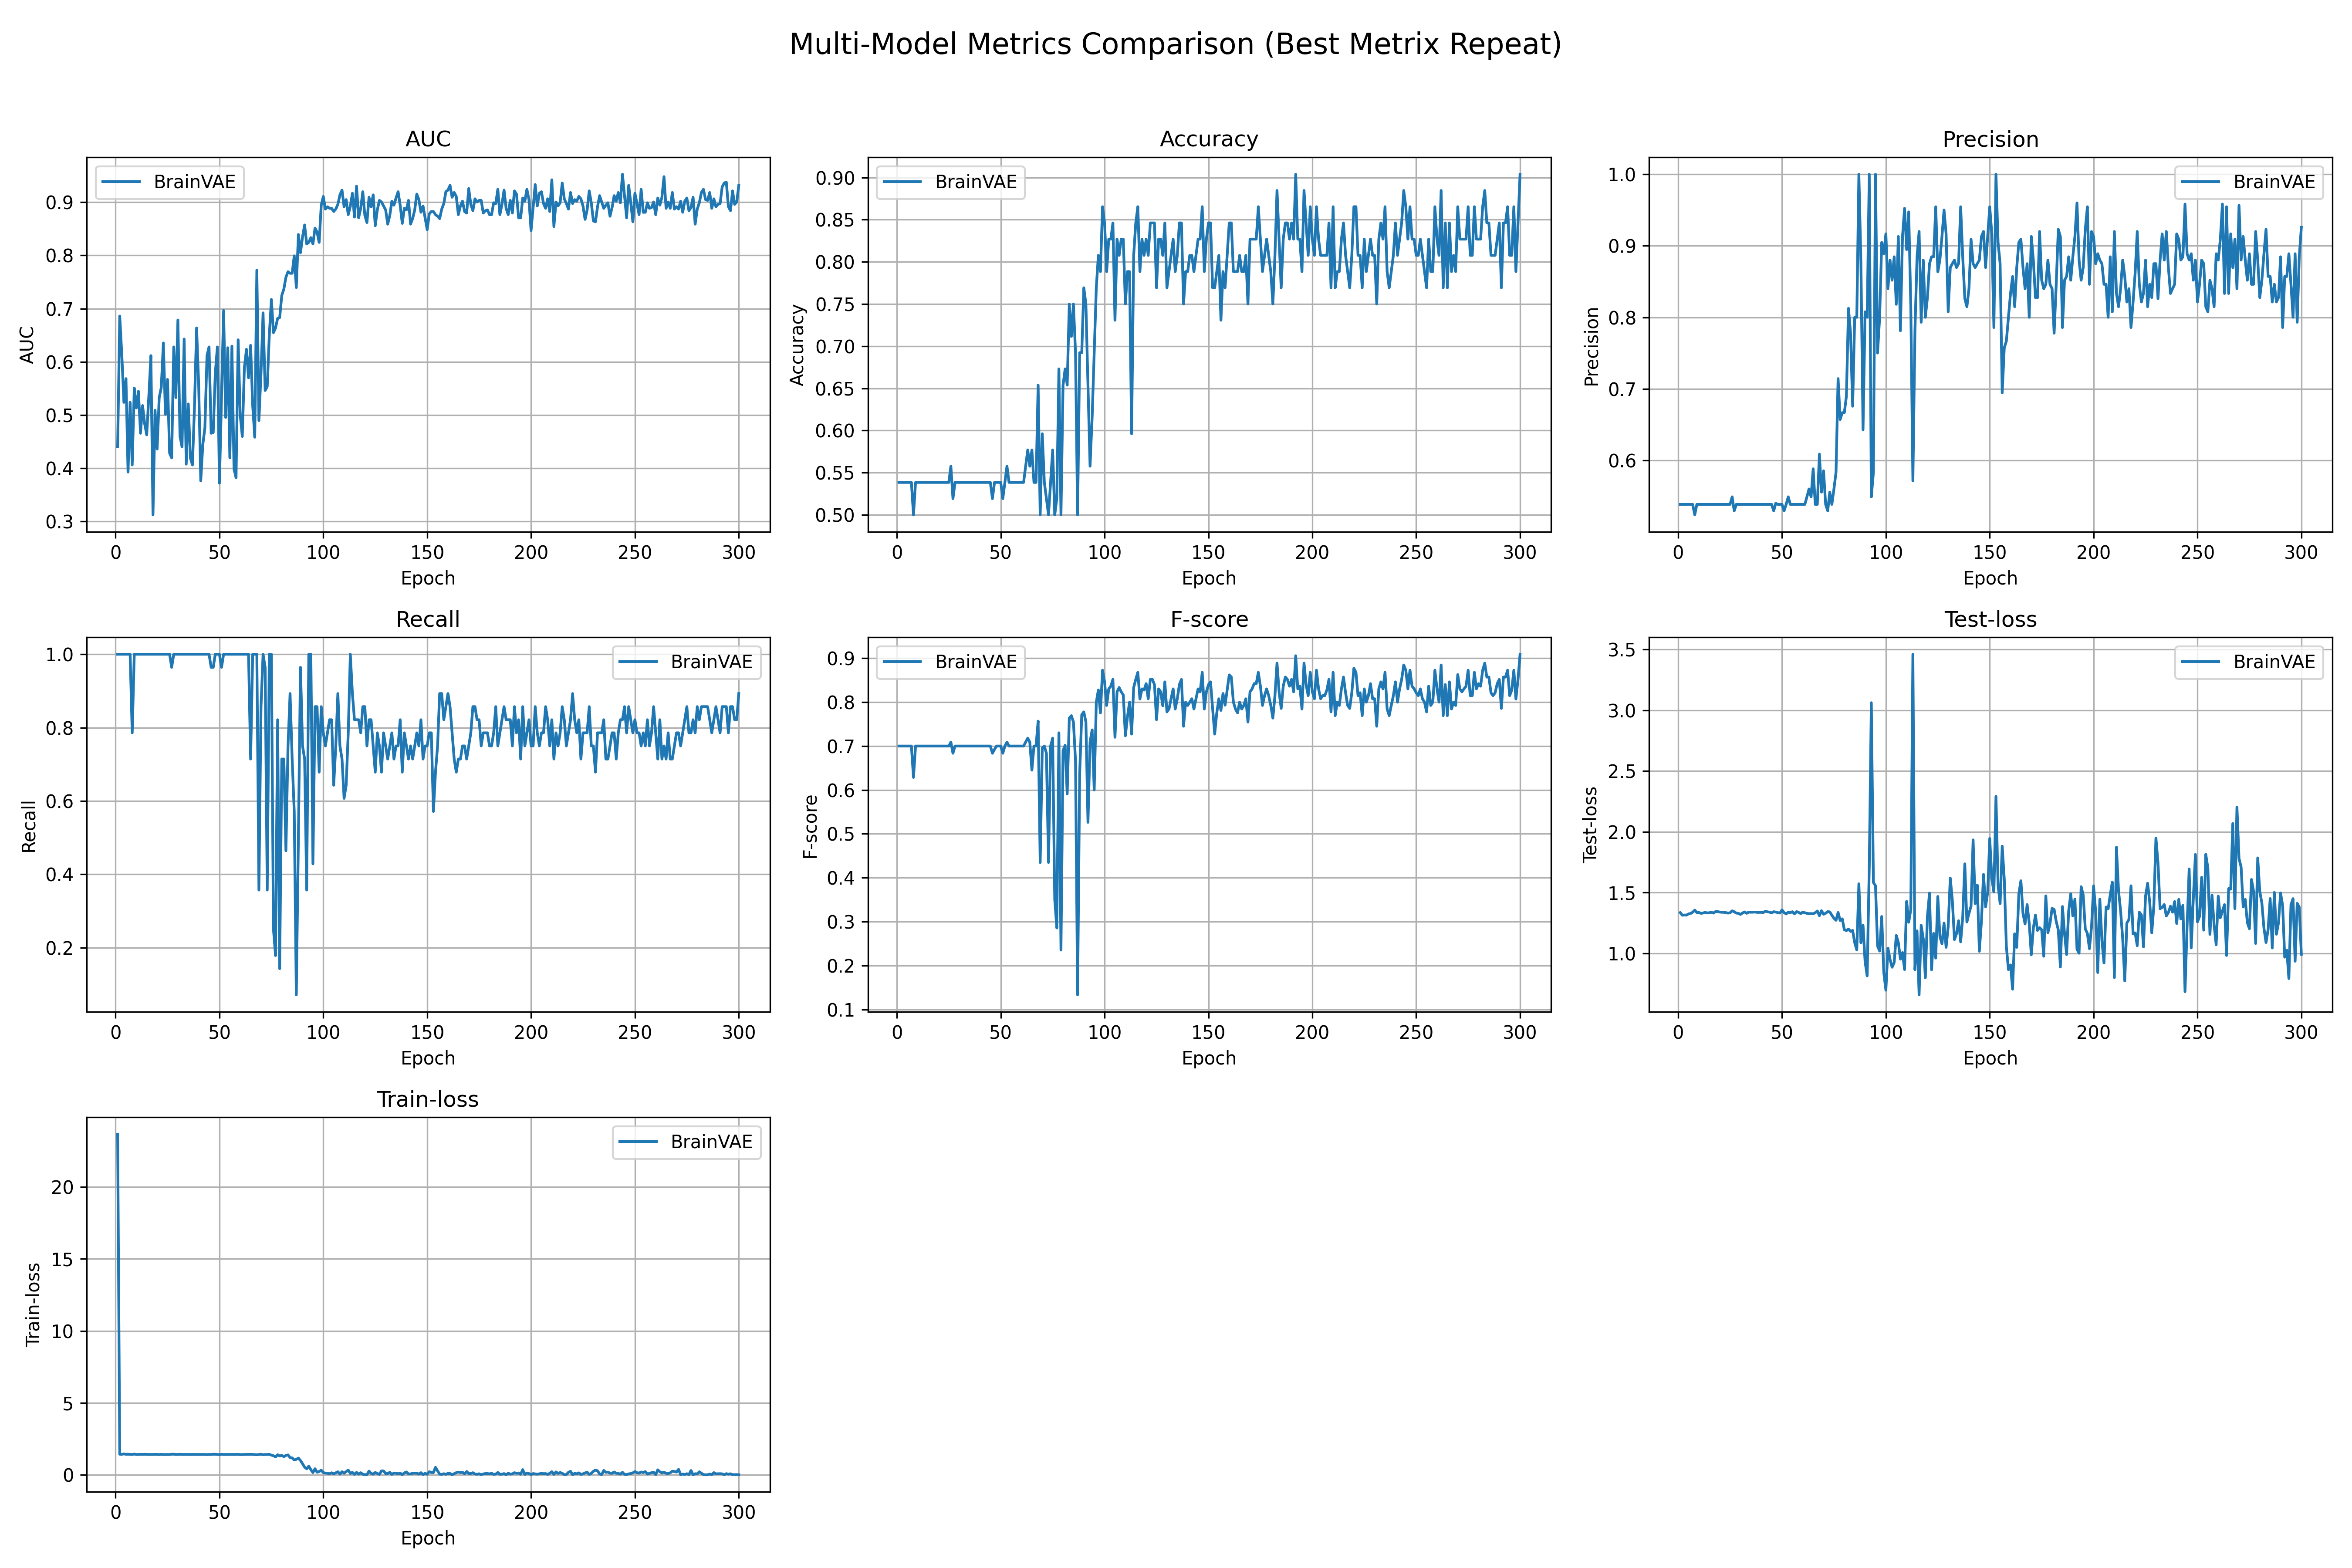 Multi-Model Metrics Comparison (Best Metrix Repeat)
AUC
BrainVAE
AUC
0.9
0.8
0.7
0.6
0.5
0.4
0.3
0 50 100 150 200 250 300
Epoch
Accuracy
BrainVAE
Accuracy
0.90
0.85
0.80
0.75
0.70
0.65
0.60
0.55
0.50
0 50 100 150 200 250 300
Epoch
Precision
BrainVAE
Precision
1.0
0.9
0.8
0.7
0.6
0 50 100 150 200 250 300
Epoch
Recall
BrainVAE
Recall
1.0
0.8
0.6
0.4
0.2
0 50 100 150 200 250 300
Epoch
F-score
BrainVAE
F-score
0.9
0.8
0.7
0.6
0.5
0.4
0.3
0.2
0.1
0 50 100 150 200 250 300
Epoch
Test-loss
BrainVAE
Test-loss
3.5
3.0
2.5
2.0
1.5
1.0
0 50 100 150 200 250 300
Epoch
Train-loss
BrainVAE
Train-loss
20
15
10
5
0
0 50 100 150 200 250 300
Epoch